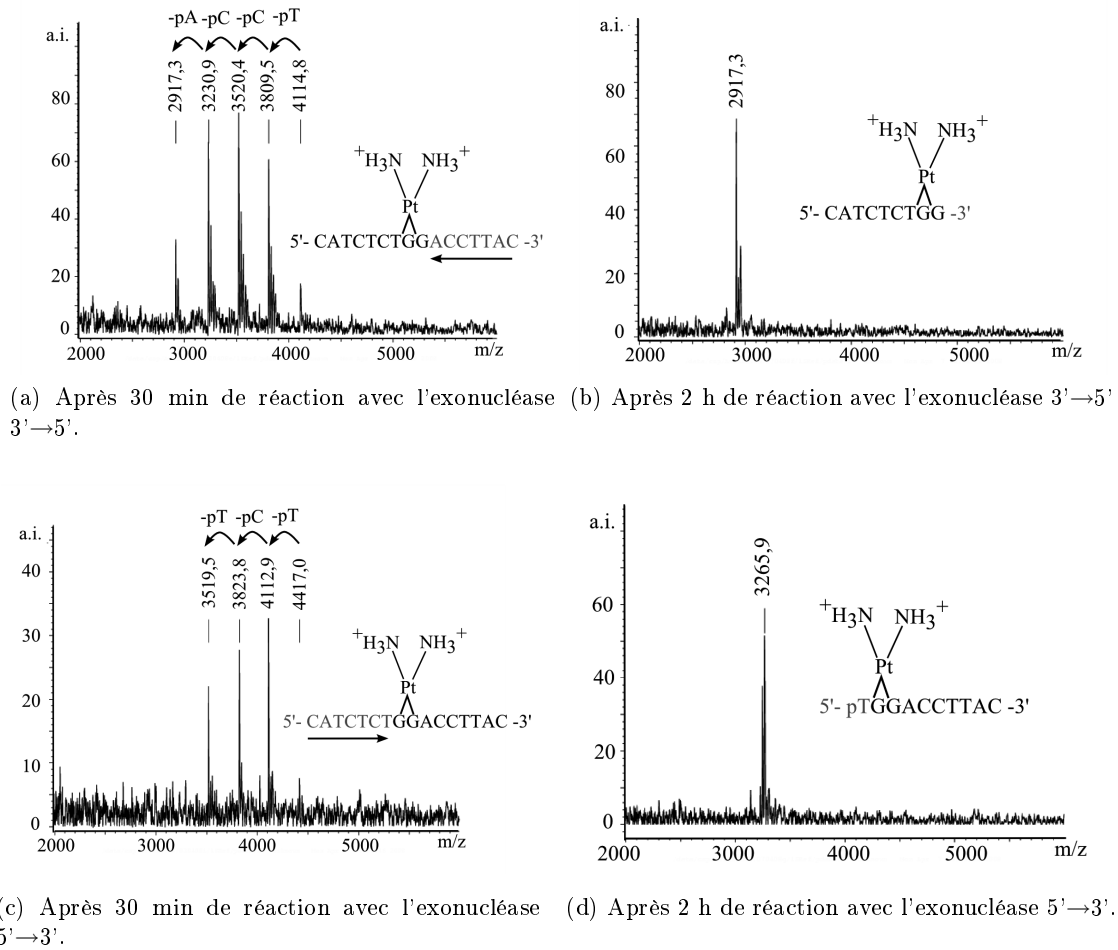 -pA -pC -pC -pT
a.i.
2917,3
3230,9
3520,4
3809,5
4114,8
80
60
40
20
0
+H3N NH3+
Pt
5'- CATCTCTGGACCTTAC -3'
2000 3000 4000 5000 m/z
(a) Après 30 min de réaction avec l'exonucléase
3'→5'.
a.i.
2917,3
80
60
40
20
0
+H3N NH3+
Pt
5'- CATCTCTGG -3'
2000 3000 4000 5000 m/z
(b) Après 2 h de réaction avec l'exonucléase 3'→5'
-pT -pC -pT
a.i.
3519,5
3823,8
4112,9
4417,0
40
30
20
10
0
+H3N NH3+
Pt
5'- CATCTCTGGACCTTAC -3'
2000 3000 4000 5000 m/z
(c) Après 30 min de réaction avec l'exonucléase
5'→3'.
a.i.
3265,9
60
40
20
0
+H3N NH3+
Pt
5'- pTGGACCTTAC -3'
2000 3000 4000 5000 m/z
(d) Après 2 h de réaction avec l'exonucléase 5'→3'.